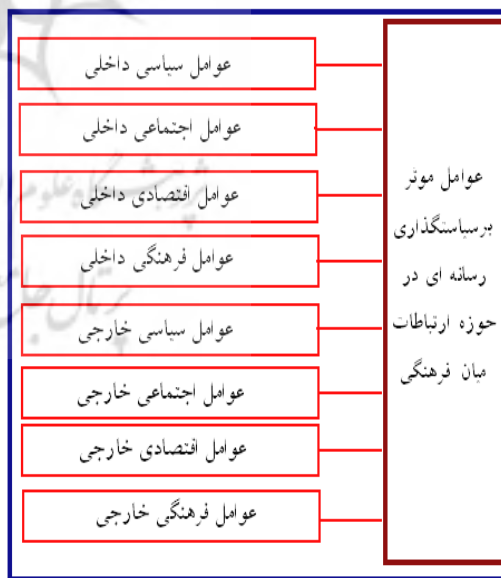 عوامل موثر
برسیاستگذاری
رسانه ای در
حوزه ارتباطات
میان فرهنگی
عوامل سیاسی داخلی
عوامل اجتماعی داخلی
عوامل اقتصادی داخلی
عوامل فرهنگی داخلی
عوامل سیاسی خارجی
عوامل اجتماعی خارجی
عوامل اقتصادی خارجی
عوامل فرهنگی خارجی